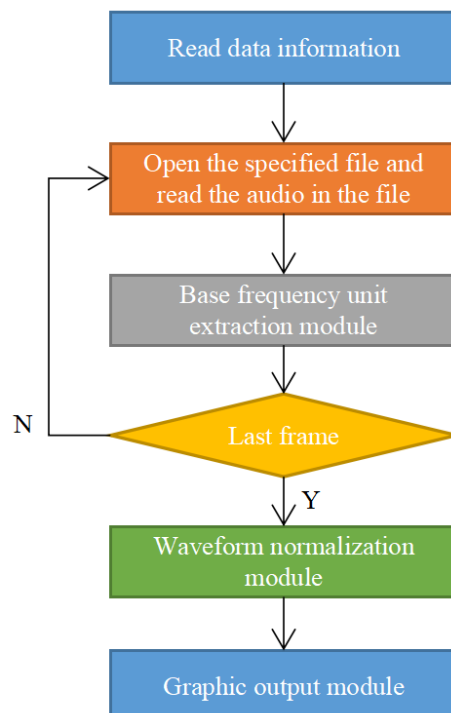 Read data information
Open the specified file and
read the audio in the file
Base frequency unit
extraction module
Last frame
N
Y
Waveform normalization
module
Graphic output module